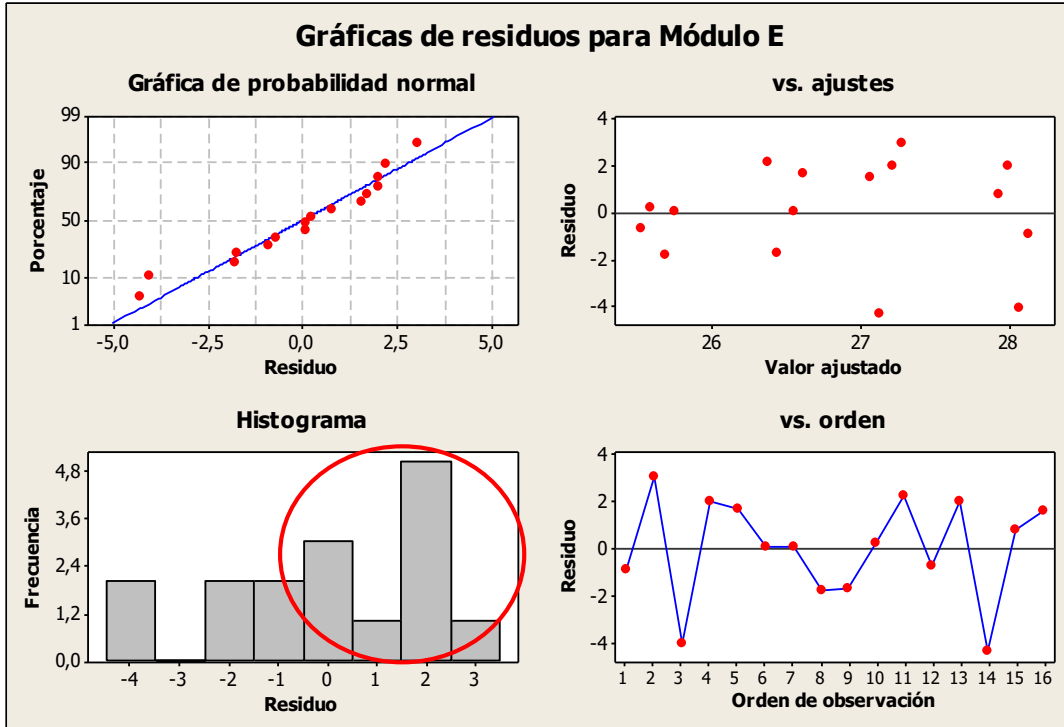 Gráficas de residuos para Módulo E
Gráfica de probabilidad normal
99
90
50
10
1
Porcentaje
-5,0 -2,5 0,0 2,5 5,0
Residuo
vs. ajustes
4
2
0
-2
-4
Residuo
26 27 28
Valor ajustado
Histograma
4,8
3,6
2,4
1,2
0,0
Frecuencia
-4 -3 -2 -1 0 1 2 3
Residuo
vs. orden
4
2
0
-2
-4
Residuo
1 2 3 4 5 6 7 8 9 10 11 12 13 14 15 16
Orden de observación